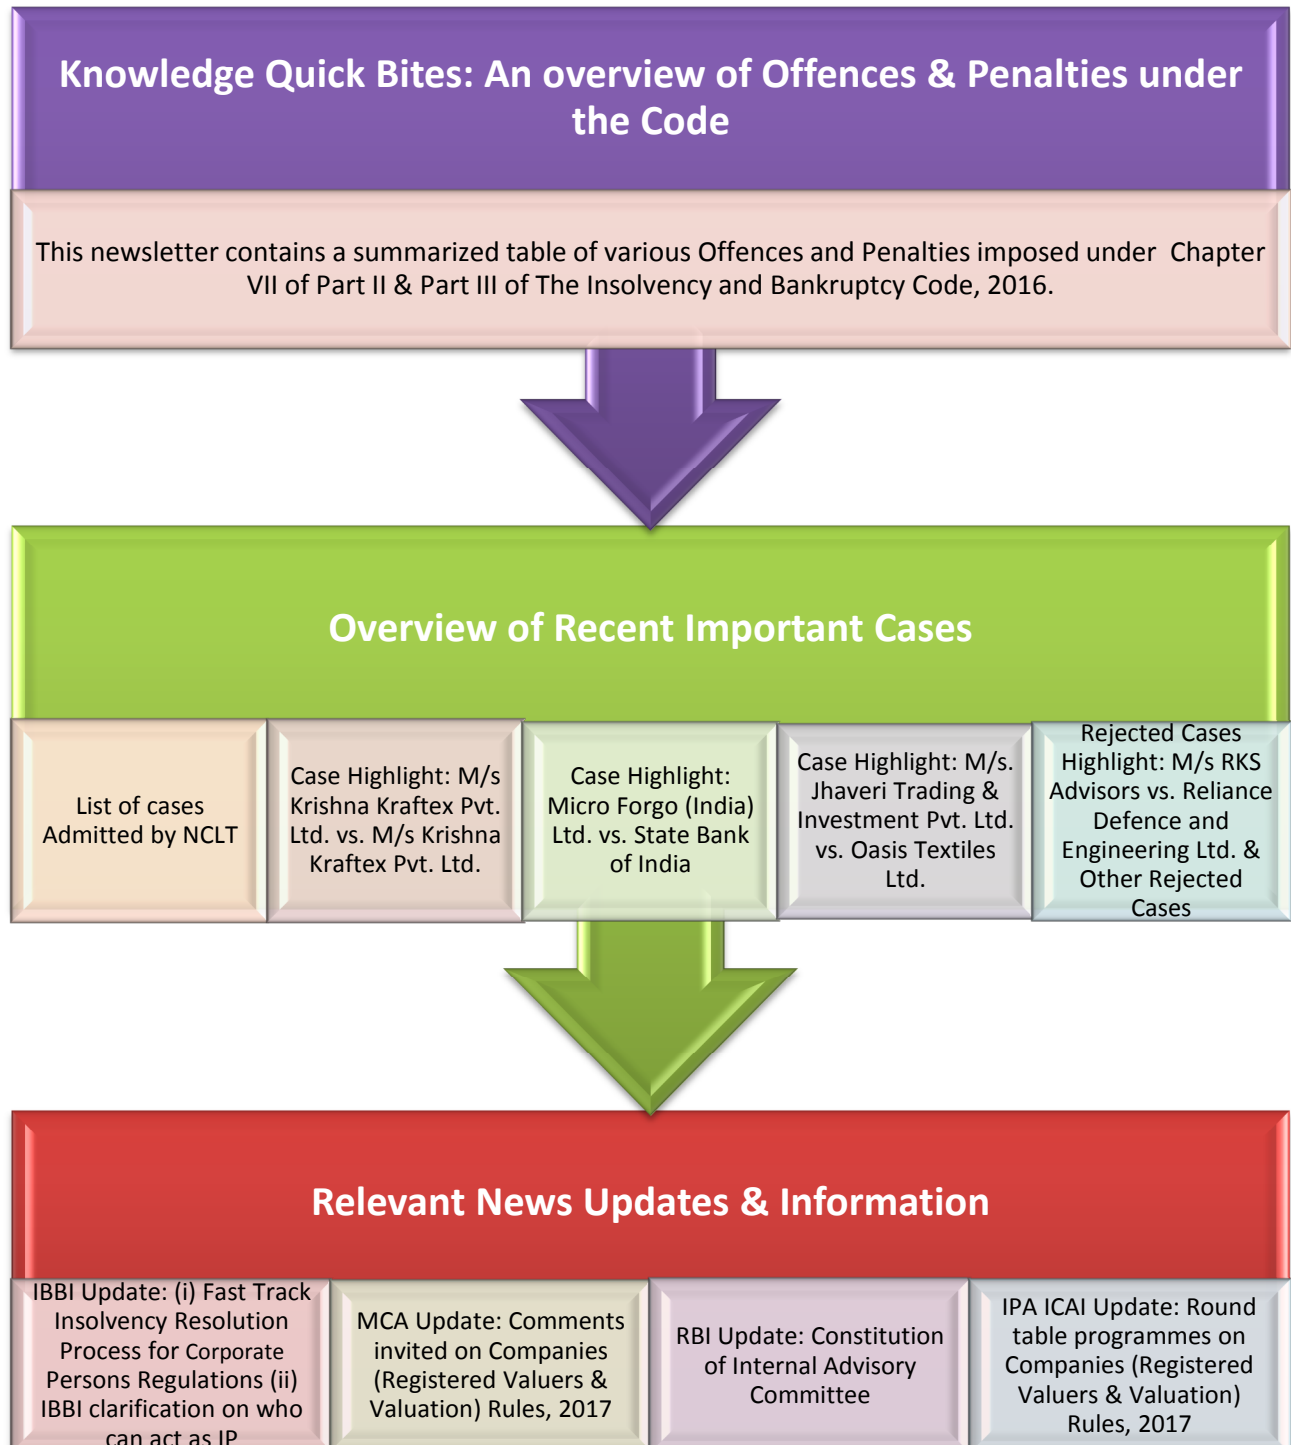 Knowledge Quick Bites: An overview of Offences & Penalties under
the Code
This newsletter contains a summarized table of various Offences and Penalties imposed under Chapter
VII of Part II & Part III of The Insolvency and Bankruptcy Code, 2016.
Overview of Recent Important Cases
List of cases
Admitted by NCLT
Case Highlight: M/s
Krishna Kraftex Pvt.
Ltd. vs. M/s Krishna
Kraftex Pvt. Ltd.
Case Highlight:
Micro Forgo (India)
Ltd. vs. State Bank
of India
Case Highlight: M/s.
Jhaveri Trading &
Investment Pvt. Ltd.
vs. Oasis Textiles
Ltd.
Rejected Cases
Highlight: M/s RKS
Advisors vs. Reliance
Defence and
Engineering Ltd. &
Other Rejected
Cases
Relevant News Updates & Information
IBBI Update: (i) Fast Track
Insolvency Resolution
Process for Corporate
Persons Regulations (ii)
IBBI clarification on who
can act as IP
MCA Update: Comments
invited on Companies
(Registered Valuers &
Valuation) Rules, 2017
RBI Update: Constitution
of Internal Advisory
Committee
IPA ICAI Update: Round
table programmes on
Companies (Registered
Valuers & Valuation)
Rules, 2017